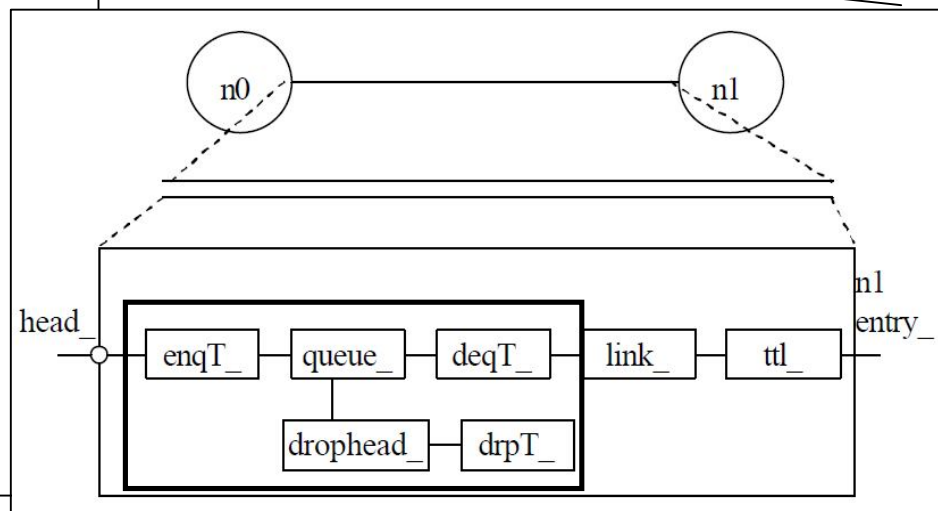 n0
n1
n1
head_
entry_
enqT_
queue_
deqT_
link_
ttl_
drophead_
drpT_